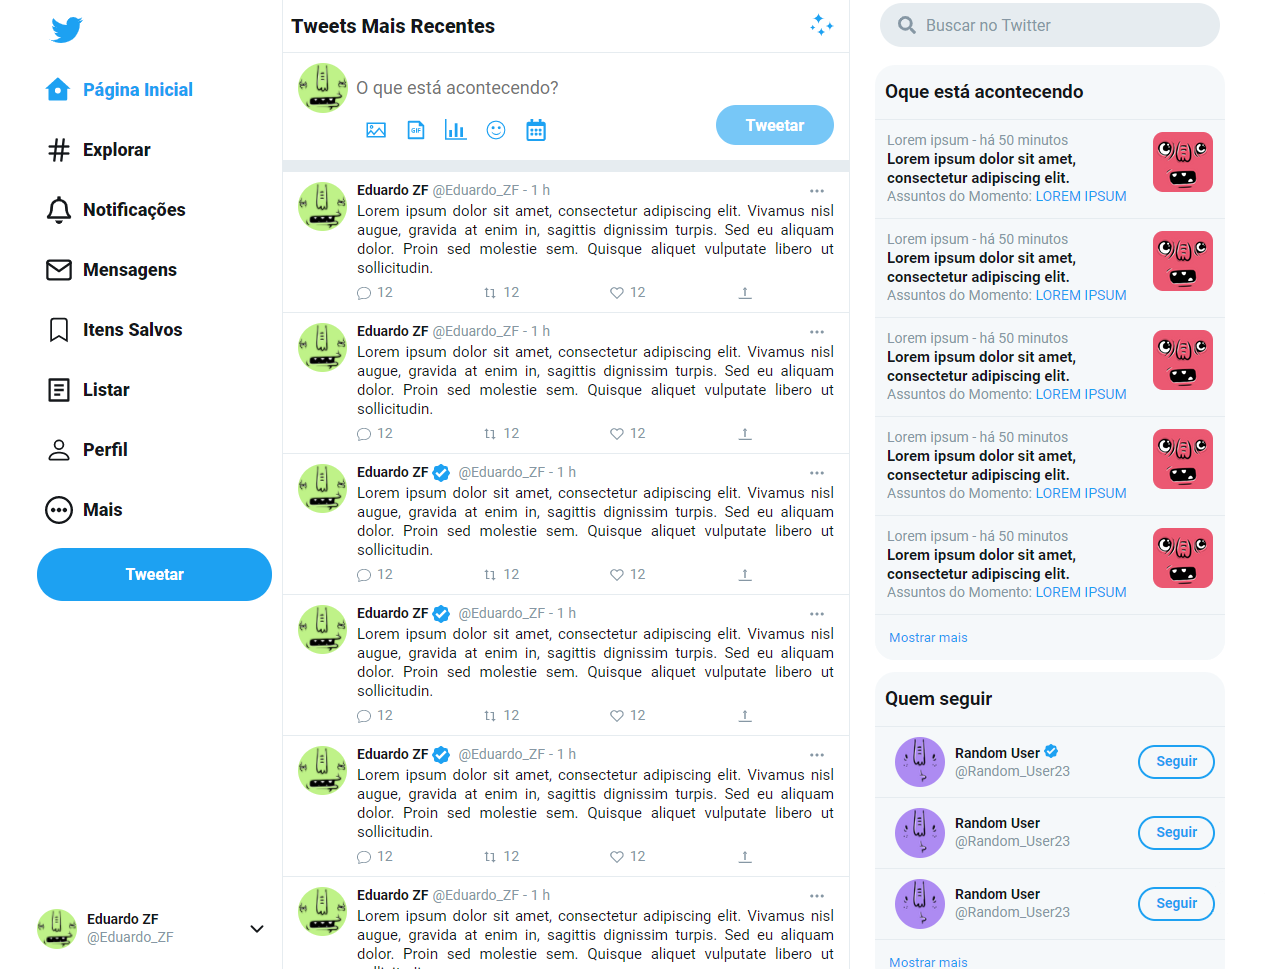 Página Inicial
Explorar
Notificações
Mensagens
Itens Salvos
Listar
Perfil
Mais
Tweetar
Eduardo ZF
@Eduardo_ZF
Tweets Mais Recentes
O que está acontecendo?
GIF
Tweetar
Eduardo ZF @Eduardo_ZF - 1 h
Lorem ipsum dolor sit amet, consectetur adipiscing elit. Vivamus nisl
augue, gravida at enim in, sagittis dignissim turpis. Sed eu aliquam
dolor. Proin sed molestie sem. Quisque aliquet vulputate libero ut
sollicitudin.
12 12 12
Eduardo ZF @Eduardo_ZF - 1 h
Lorem ipsum dolor sit amet, consectetur adipiscing elit. Vivamus nisl
augue, gravida at enim in, sagittis dignissim turpis. Sed eu aliquam
dolor. Proin sed molestie sem. Quisque aliquet vulputate libero ut
sollicitudin.
12 12 12
Eduardo ZF @Eduardo_ZF - 1 h
Lorem ipsum dolor sit amet, consectetur adipiscing elit. Vivamus nisl
augue, gravida at enim in, sagittis dignissim turpis. Sed eu aliquam
dolor. Proin sed molestie sem. Quisque aliquet vulputate libero ut
sollicitudin.
12 12 12
Eduardo ZF @Eduardo_ZF - 1 h
Lorem ipsum dolor sit amet, consectetur adipiscing elit. Vivamus nisl
augue, gravida at enim in, sagittis dignissim turpis. Sed eu aliquam
dolor. Proin sed molestie sem. Quisque aliquet vulputate libero ut
sollicitudin.
12 12 12
Eduardo ZF @Eduardo_ZF - 1 h
Lorem ipsum dolor sit amet, consectetur adipiscing elit. Vivamus nisl
augue, gravida at enim in, sagittis dignissim turpis. Sed eu aliquam
dolor. Proin sed molestie sem. Quisque aliquet vulputate libero ut
sollicitudin.
12 12 12
Eduardo ZF @Eduardo_ZF - 1 h
Lorem ipsum dolor sit amet, consectetur adipiscing elit. Vivamus nisl
augue, gravida at enim in, sagittis dignissim turpis. Sed eu aliquam
dolor. Proin sed molestie sem. Quisque aliquet vulputate libero ut
Buscar no Twitter
Oque está acontecendo
Lorem ipsum - há 50 minutos
Lorem ipsum dolor sit amet,
consectetur adipiscing elit.
Assuntos do Momento: LOREM IPSUM
Lorem ipsum - há 50 minutos
Lorem ipsum dolor sit amet,
consectetur adipiscing elit.
Assuntos do Momento: LOREM IPSUM
Lorem ipsum - há 50 minutos
Lorem ipsum dolor sit amet,
consectetur adipiscing elit.
Assuntos do Momento: LOREM IPSUM
Lorem ipsum - há 50 minutos
Lorem ipsum dolor sit amet,
consectetur adipiscing elit.
Assuntos do Momento: LOREM IPSUM
Lorem ipsum - há 50 minutos
Lorem ipsum dolor sit amet,
consectetur adipiscing elit.
Assuntos do Momento: LOREM IPSUM
Mostrar mais
Quem seguir
Random User
@Random_User23
Seguir
Random User
@Random_User23
Seguir
Random User
@Random_User23
Seguir
Mostrar mais